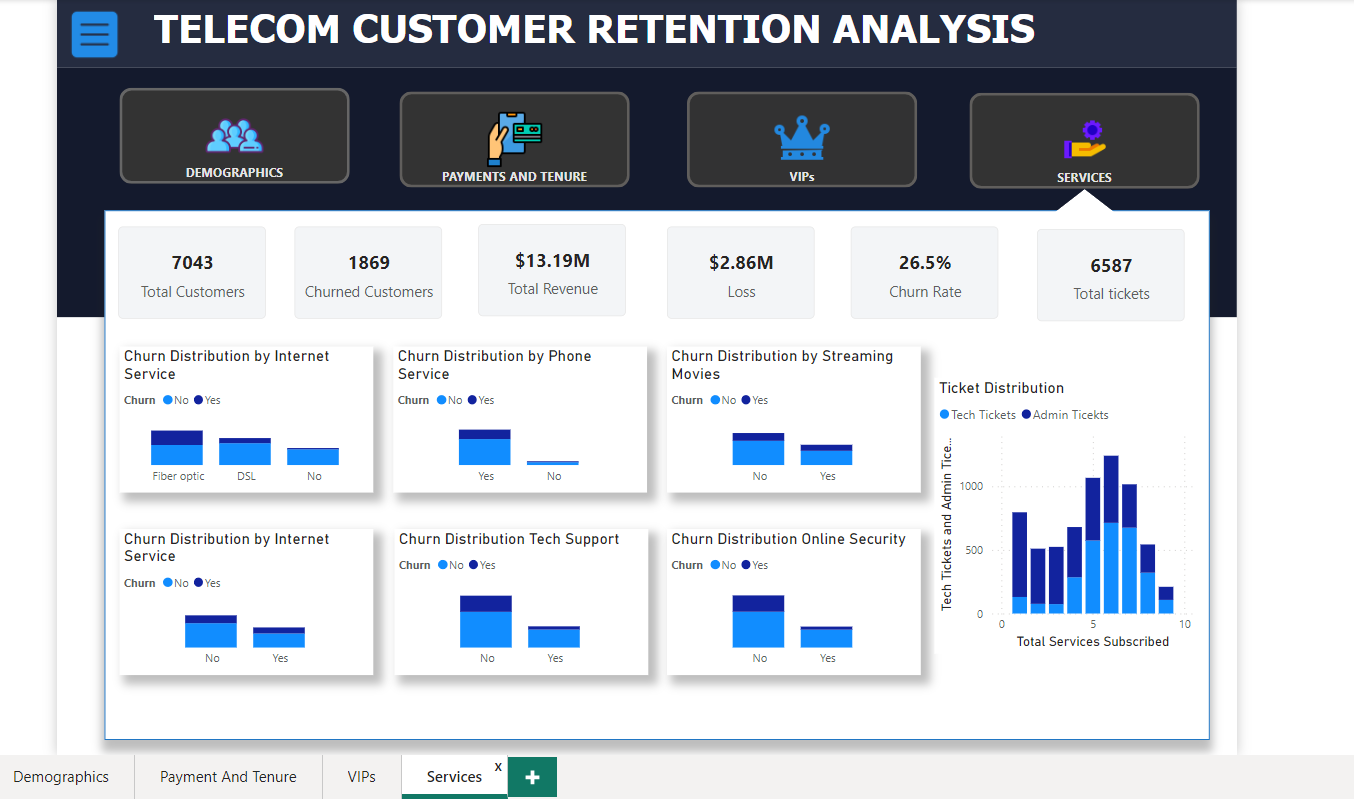 TELECOM CUSTOMER RETENTION ANALYSIS
DEMOGRAPHICS
PAYMENTS AND TENURE
VIPs
SERVICES
7043
Total Customers
1869
Churned Customers
$13.19M
Total Revenue
$2.86M
Loss
26.5%
Churn Rate
6587
Total tickets
Churn Distribution by Internet
Service
Churn No Yes
Fiber optic DSL No
Churn Distribution by Phone
Service
Churn No Yes
Yes No
Churn Distribution by Streaming
Movies
Churn No Yes
No Yes
Ticket Distribution
Tech Tickets Admin Ticekts
Tech Tickets and Admin Tice...
1000
500
0
0 5 10
Total Services Subscribed
Churn Distribution by Internet
Service
Churn No Yes
No Yes
Churn Distribution Tech Support
Churn No Yes
No Yes
Churn Distribution Online Security
Churn No Yes
No Yes
Demographics
Payment And Tenure
VIPs
Services
X
+